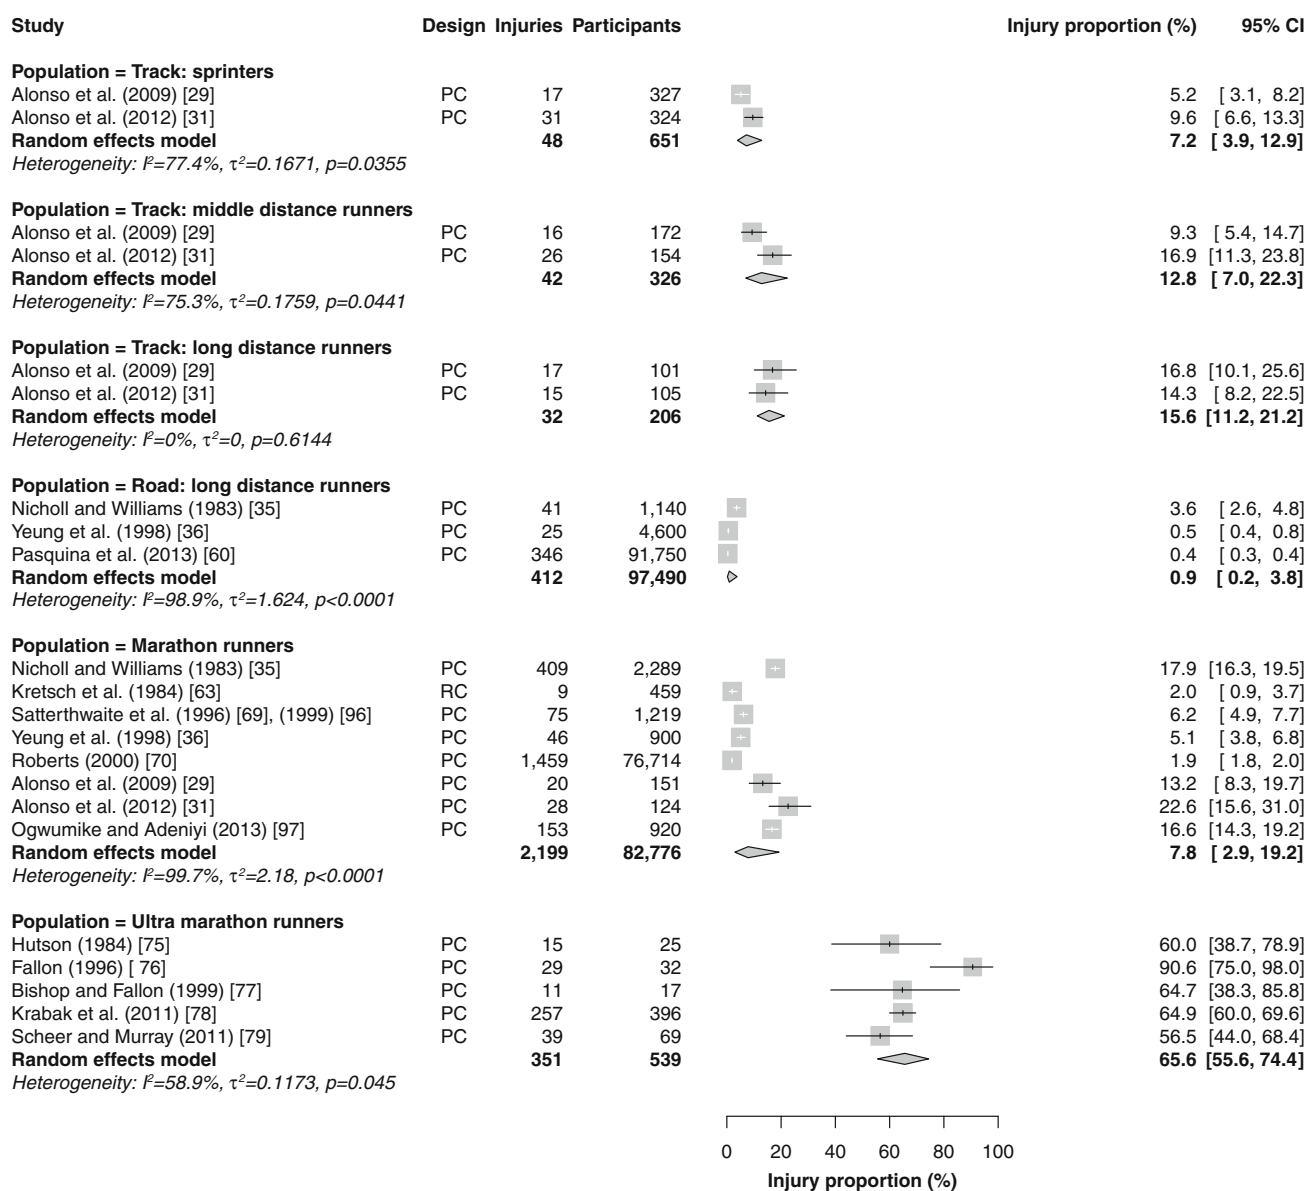 Study Design Injuries Participants Injury proportion (%) 95% CI
Population = Track: sprinters
Alonso et al. (2009) [29] PC 17 327 5.2 [ 3.1, 8.2]
Alonso et al. (2012) [31] PC 31 324 9.6 [ 6.6, 13.3]
Random effects model 48 651 7.2 [ 3.9, 12.9]
Heterogeneity: I²=77.4%, τ²=0.1671, p=0.0355
Population = Track: middle distance runners
Alonso et al. (2009) [29] PC 16 172 9.3 [ 5.4, 14.7]
Alonso et al. (2012) [31] PC 26 154 16.9 [11.3, 23.8]
Random effects model 42 326 12.8 [ 7.0, 22.3]
Heterogeneity: I²=75.3%, τ²=0.1759, p=0.0441
Population = Track: long distance runners
Alonso et al. (2009) [29] PC 17 101 16.8 [10.1, 25.6]
Alonso et al. (2012) [31] PC 15 105 14.3 [ 8.2, 22.5]
Random effects model 32 206 15.6 [11.2, 21.2]
Heterogeneity: I²=0%, τ²=0, p=0.6144
Population = Road: long distance runners
Nicholl and Williams (1983) [35] PC 41 1,140 3.6 [ 2.6, 4.8]
Yeung et al. (1998) [36] PC 25 4,600 0.5 [ 0.4, 0.8]
Pasquina et al. (2013) [60] PC 346 91,750 0.4 [ 0.3, 0.4]
Random effects model 412 97,490 0.9 [ 0.2, 3.8]
Heterogeneity: I²=98.9%, τ²=1.624, p<0.0001
Population = Marathon runners
Nicholl and Williams (1983) [35] PC 409 2,289 17.9 [16.3, 19.5]
Kretsch et al. (1984) [63] RC 9 459 2.0 [ 0.9, 3.7]
Satterthwaite et al. (1996) [69], (1999) [96] PC 75 1,219 6.2 [ 4.9, 7.7]
Yeung et al. (1998) [36] PC 46 900 5.1 [ 3.8, 6.8]
Roberts (2000) [70] PC 1,459 76,714 1.9 [ 1.8, 2.0]
Alonso et al. (2009) [29] PC 20 151 13.2 [ 8.3, 19.7]
Alonso et al. (2012) [31] PC 28 124 22.6 [15.6, 31.0]
Ogwumike and Adeniyi (2013) [97] PC 153 920 16.6 [14.3, 19.2]
Random effects model 2,199 82,776 7.8 [ 2.9, 19.2]
Heterogeneity: I²=99.7%, τ²=2.18, p<0.0001
Population = Ultra marathon runners
Hutson (1984) [75] PC 15 25 60.0 [38.7, 78.9]
Fallon (1996) [ 76] PC 29 32 90.6 [75.0, 98.0]
Bishop and Fallon (1999) [77] PC 11 17 64.7 [38.3, 85.8]
Krabak et al. (2011) [78] PC 257 396 64.9 [60.0, 69.6]
Scheer and Murray (2011) [79] PC 39 69 56.5 [44.0, 68.4]
Random effects model 351 539 65.6 [55.6, 74.4]
Heterogeneity: I²=58.9%, τ²=0.1173, p=0.045
0 20 40 60 80 100
Injury proportion (%)